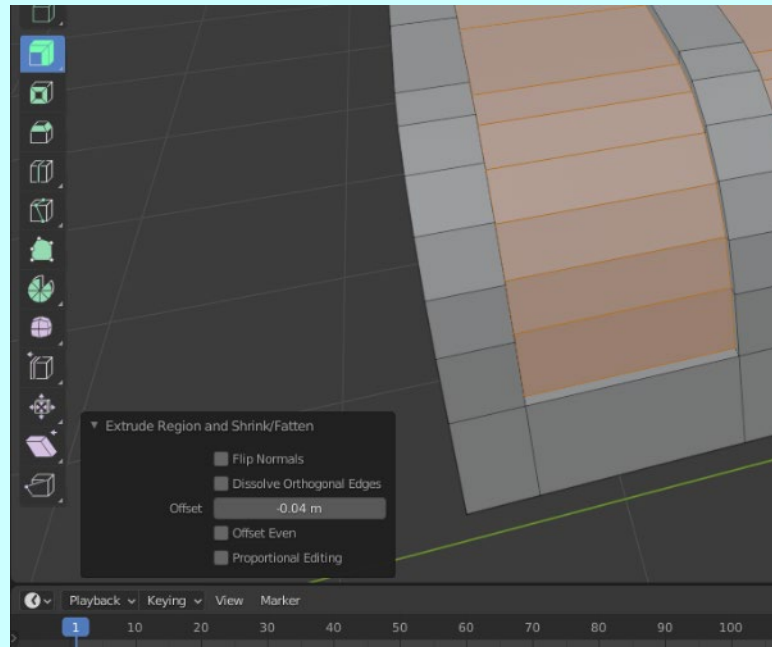 Extrude Region and Shrink/Fatten
Flip Normals
Dissolve Orthogonal Edges
Offset -0.04 m
Offset Even
Proportional Editing
Playback Keying View Marker
1 10 20 30 40 50 60 70 80 90 100